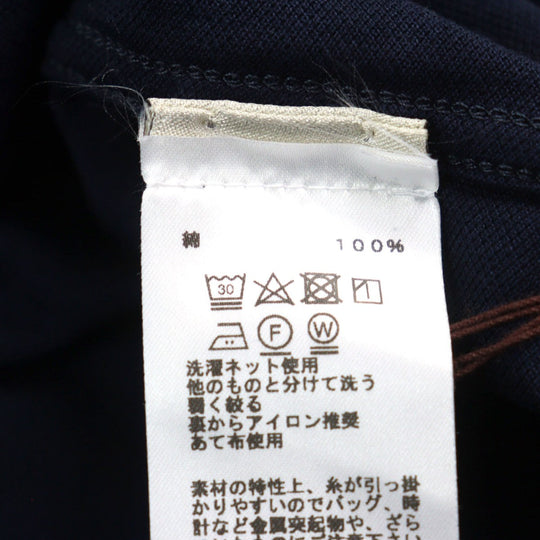 綿 100%
30
F W
洗濯ネット使用
他のものと分けて洗う
弱く絞る
裏からアイロン推奨
あて布使用
素材の特性上、糸が引っ掛
かりやすいのでバッグ、時
計など金属突起物や、ざら